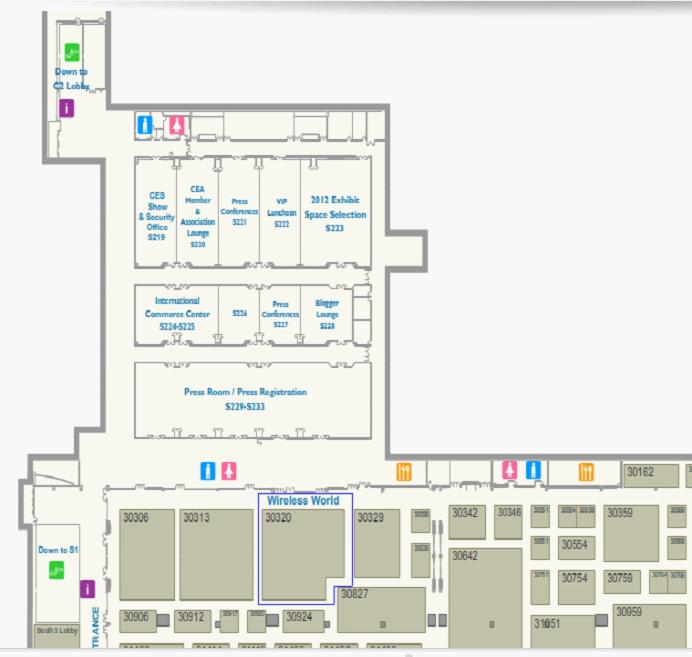 Down to
C2 Lobby
i
CES
Show
& Security
Office
S219
CEA
Member
&
Association
Lounge
S220
Press
Conferences
S221
VIP
Luncheon
S222
2012 Exhibit
Space Selection
S223
International
Commerce Center
S224-S225
S226
Press
Conferences
S227
Blogger
Lounge
S228
Press Room / Press Registration
S229-S233
30162
Wireless World
30306
30313
30320
30329
30342
30346
30359
30554
30642
Down to S1
i
30754
30759
30827
30906
30912
30924
31051
30959
South 3 Lobby
TRANCE